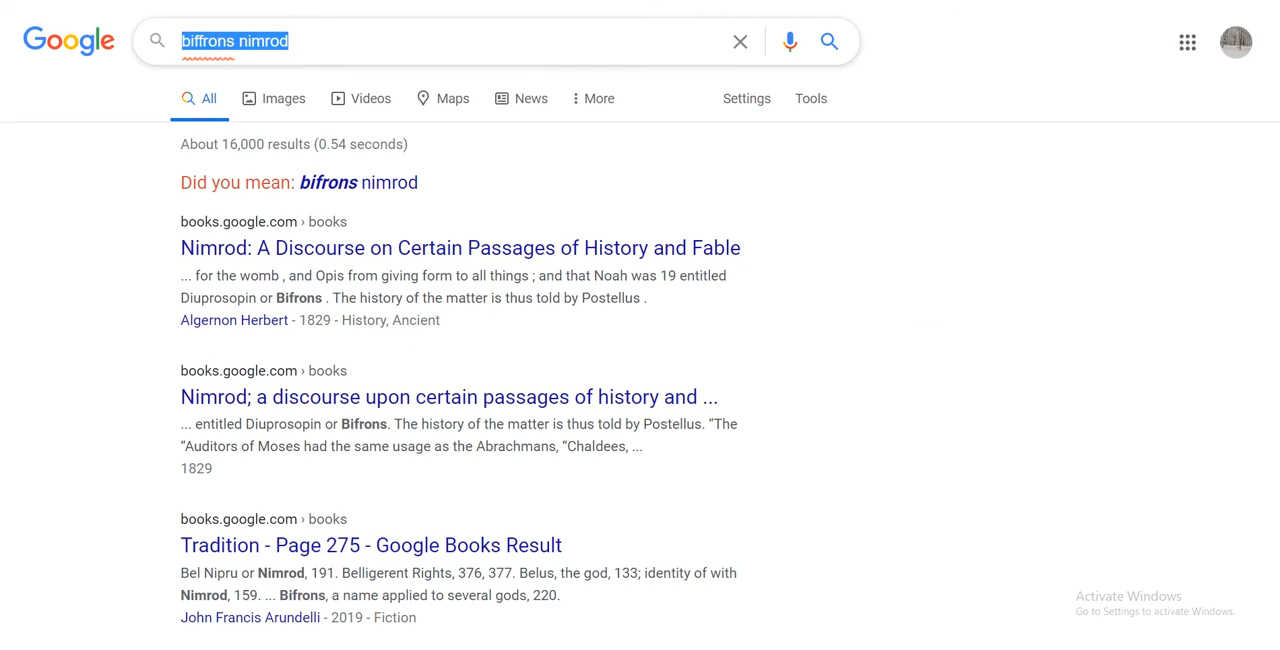 Google
biffrons nimrod
All Images Videos Maps News More Settings Tools
About 16,000 results (0.54 seconds)
Did you mean: bifrons nimrod
books.google.com › books
Nimrod: A Discourse on Certain Passages of History and Fable
... for the womb , and Opis from giving form to all things ; and that Noah was 19 entitled
Diuprosopin or Bifrons . The history of the matter is thus told by Postellus .
Algernon Herbert - 1829 - History, Ancient
books.google.com › books
Nimrod; a discourse upon certain passages of history and ...
... entitled Diuprosopin or Bifrons. The history of the matter is thus told by Postellus. “The
“Auditors of Moses had the same usage as the Abrachmans, “Chaldees, ...
1829
books.google.com › books
Tradition - Page 275 - Google Books Result
Bel Nipru or Nimrod, 191. Belligerent Rights, 376, 377. Belus, the god, 133; identity of with
Nimrod, 159. ... Bifrons, a name applied to several gods, 220.
John Francis Arundelli - 2019 - Fiction
Activate Windows
Go to Settings to activate Windows.